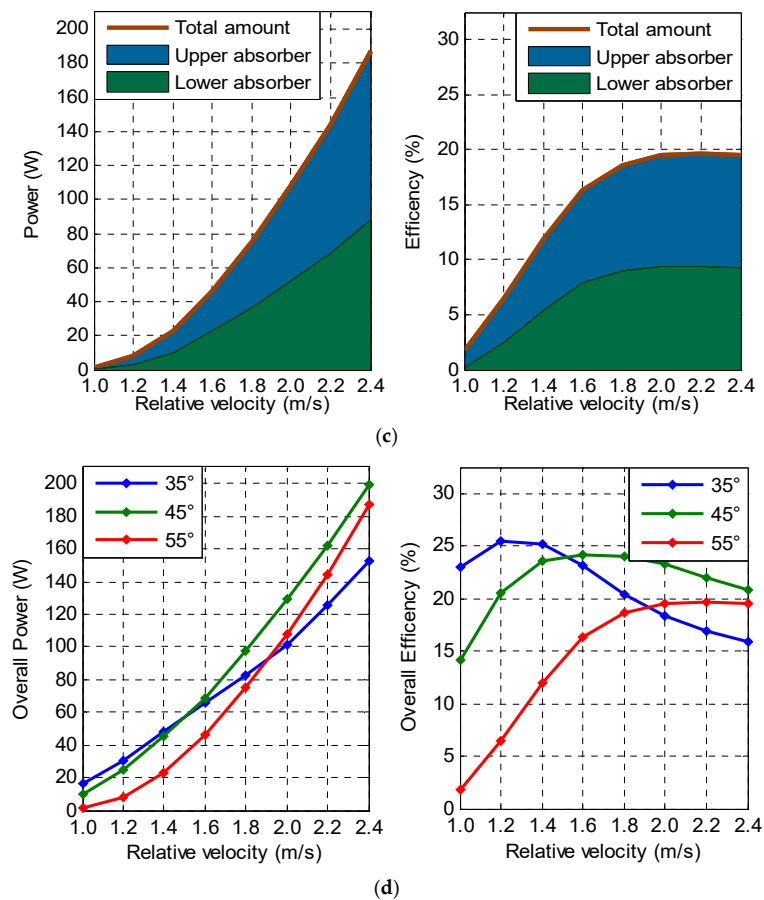 200
180
160
140
120
100
80
60
40
20
0
Power (W)
Total amount
Upper absorber
Lower absorber
1.0 1.2 1.4 1.6 1.8 2.0 2.2 2.4
Relative velocity (m/s)
30
25
20
15
10
5
0
Efficency (%)
Total amount
Upper absorber
Lower absorber
1.0 1.2 1.4 1.6 1.8 2.0 2.2 2.4
Relative velocity (m/s)
(c)
200
180
160
140
120
100
80
60
40
20
0
Overall Power (W)
35°
45°
55°
1.0 1.2 1.4 1.6 1.8 2.0 2.2 2.4
Relative velocity (m/s)
30
25
20
15
10
5
0
Overall Efficency (%)
35°
45°
55°
1.0 1.2 1.4 1.6 1.8 2.0 2.2 2.4
Relative velocity (m/s)
(d)